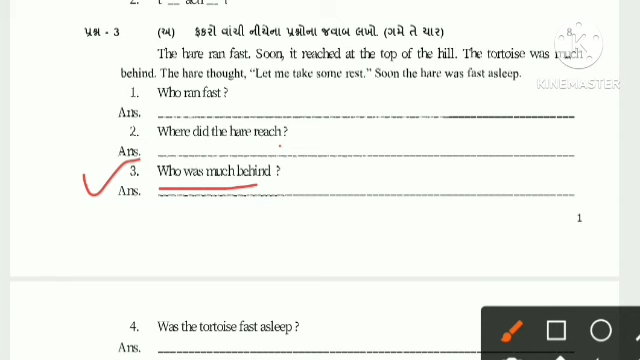 2.
પ્રશ્ન - 3 (અ) ફકરો વાંચી નીચેના પ્રશ્નોના જવાબ લખો (ગમે તે ચાર) 8
The hare ran fast. Soon, it reached at the top of the hill. The tortoise was much
behind. The hare thought, "Let me take some rest." Soon the hare was fast asleep.
KINEMASTER
1. Who ran fast ?
Ans.
2. Where did the hare reach ?
Ans.
3. Who was much behind ?
Ans.
1
4. Was the tortoise fast asleep ?
Ans.